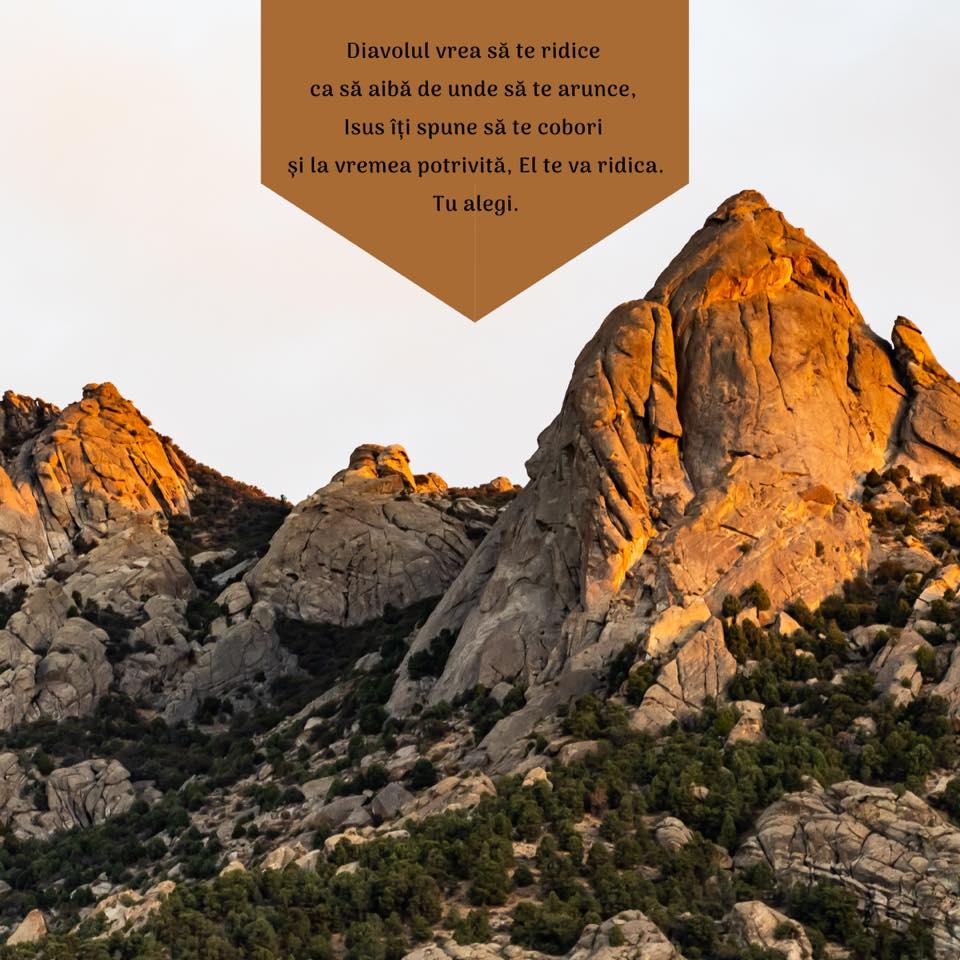 Diavolul vrea să te ridice
ca să aibă de unde să te arunce,
Isus îți spune să te cobori
și la vremea potrivită, El te va ridica.
Tu alegi.